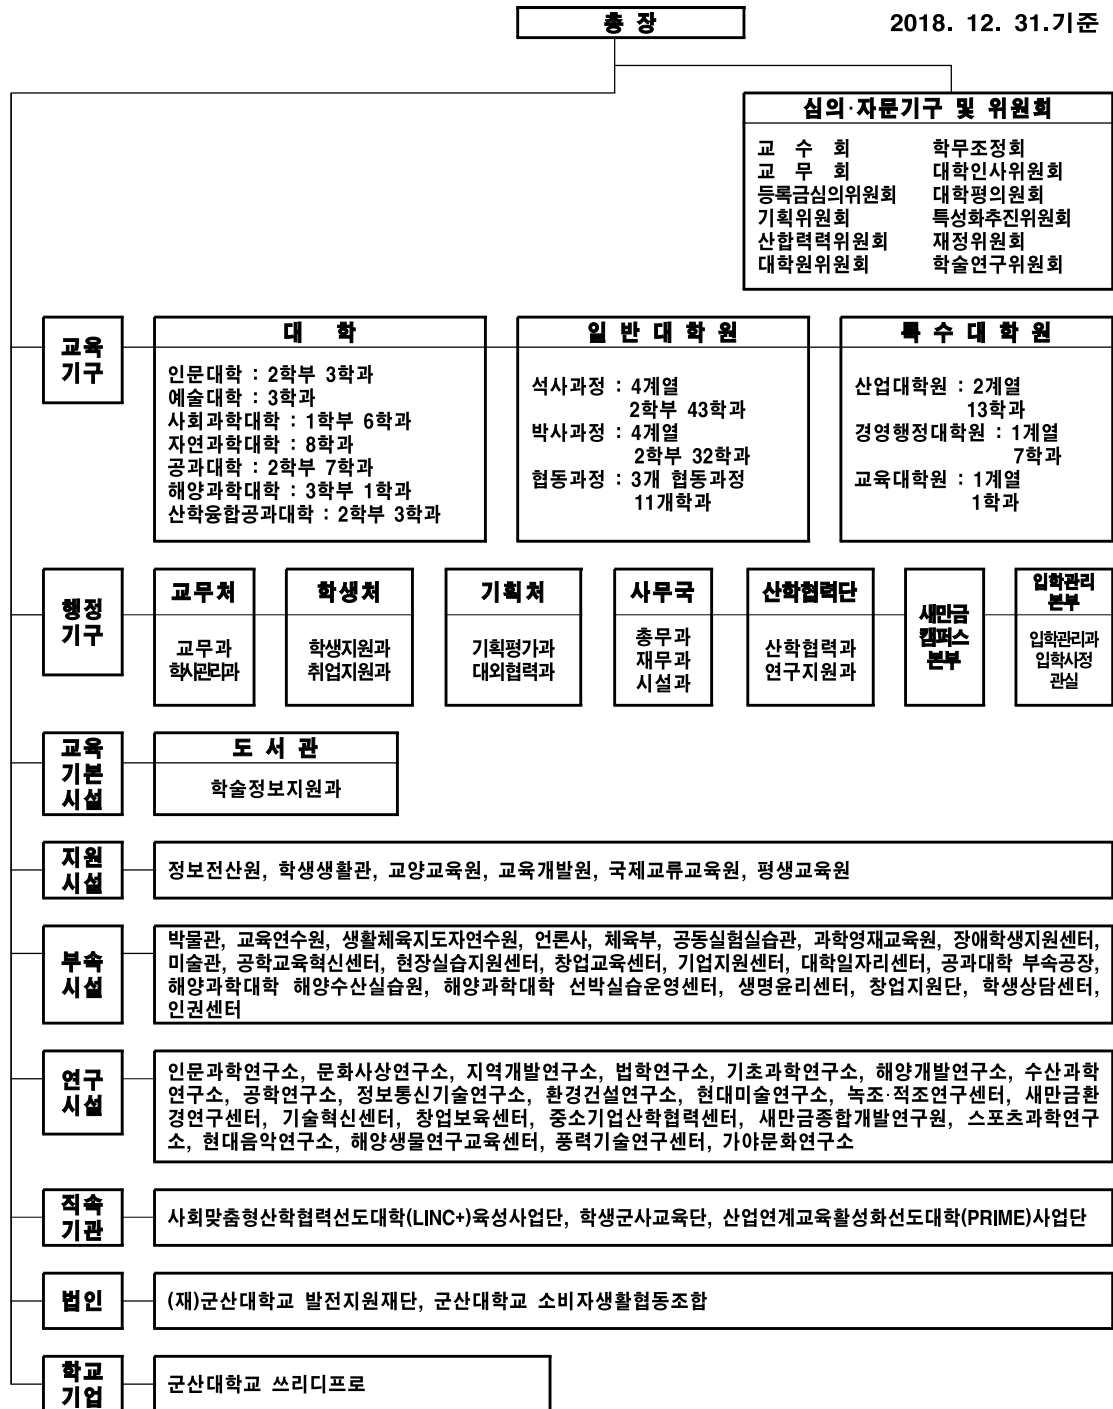 총 장
2018. 12. 31.기준
심의·자문기구 및 위원회
교 수 회 학무조정회
교 무 회 대학인사위원회
등록금심의위원회 대학평의원회
기획위원회 특성화추진위원회
산합력력위원회 재정위원회
대학원위원회 학술연구위원회
교육
기구
대 학
인문대학 : 2학부 3학과
예술대학 : 3학과
사회과학대학 : 1학부 6학과
자연과학대학 : 8학과
공과대학 : 2학부 7학과
해양과학대학 : 3학부 1학과
산학융합공과대학 : 2학부 3학과
일 반 대 학 원
석사과정 : 4계열
2학부 43학과
박사과정 : 4계열
2학부 32학과
협동과정 : 3개 협동과정
11개학과
특 수 대 학 원
산업대학원 : 2계열
13학과
경영행정대학원 : 1계열
7학과
교육대학원 : 1계열
1학과
행정
기구
교무처
교무과
학사관리과
학생처
학생지원과
취업지원과
기획처
기획평가과
대외협력과
사무국
총무과
재무과
시설과
산학협력단
산학협력과
연구지원과
새만금
캠퍼스
본부
입학관리
본부
입학관리과
입학사정
관실
교육
기본
시설
도 서 관
학술정보지원과
지원
시설
정보전산원, 학생생활관, 교양교육원, 교육개발원, 국제교류교육원, 평생교육원
부속
시설
박물관, 교육연수원, 생활체육지도자연수원, 언론사, 체육부, 공동실험실습관, 과학영재교육원, 장애학생지원센터,
미술관, 공학교육혁신센터, 현장실습지원센터, 창업교육센터, 기업지원센터, 대학일자리센터, 공과대학 부속공장,
해양과학대학 해양수산실습원, 해양과학대학 선박실습운영센터, 생명윤리센터, 창업지원단, 학생상담센터,
인권센터
연구
시설
인문과학연구소, 문화사상연구소, 지역개발연구소, 법학연구소, 기초과학연구소, 해양개발연구소, 수산과학
연구소, 공학연구소, 정보통신기술연구소, 환경건설연구소, 현대미술연구소, 녹조·적조연구센터, 새만금환
경연구센터, 기술혁신센터, 창업보육센터, 중소기업산학협력센터, 새만금종합개발연구원, 스포츠과학연구
소, 현대음악연구소, 해양생물연구교육센터, 풍력기술연구센터, 가야문화연구소
직속
기관
사회맞춤형산학협력선도대학(LINC+)육성사업단, 학생군사교육단, 산업연계교육활성화선도대학(PRIME)사업단
법인
(재)군산대학교 발전지원재단, 군산대학교 소비자생활협동조합
학교
기업
군산대학교 쓰리디프로